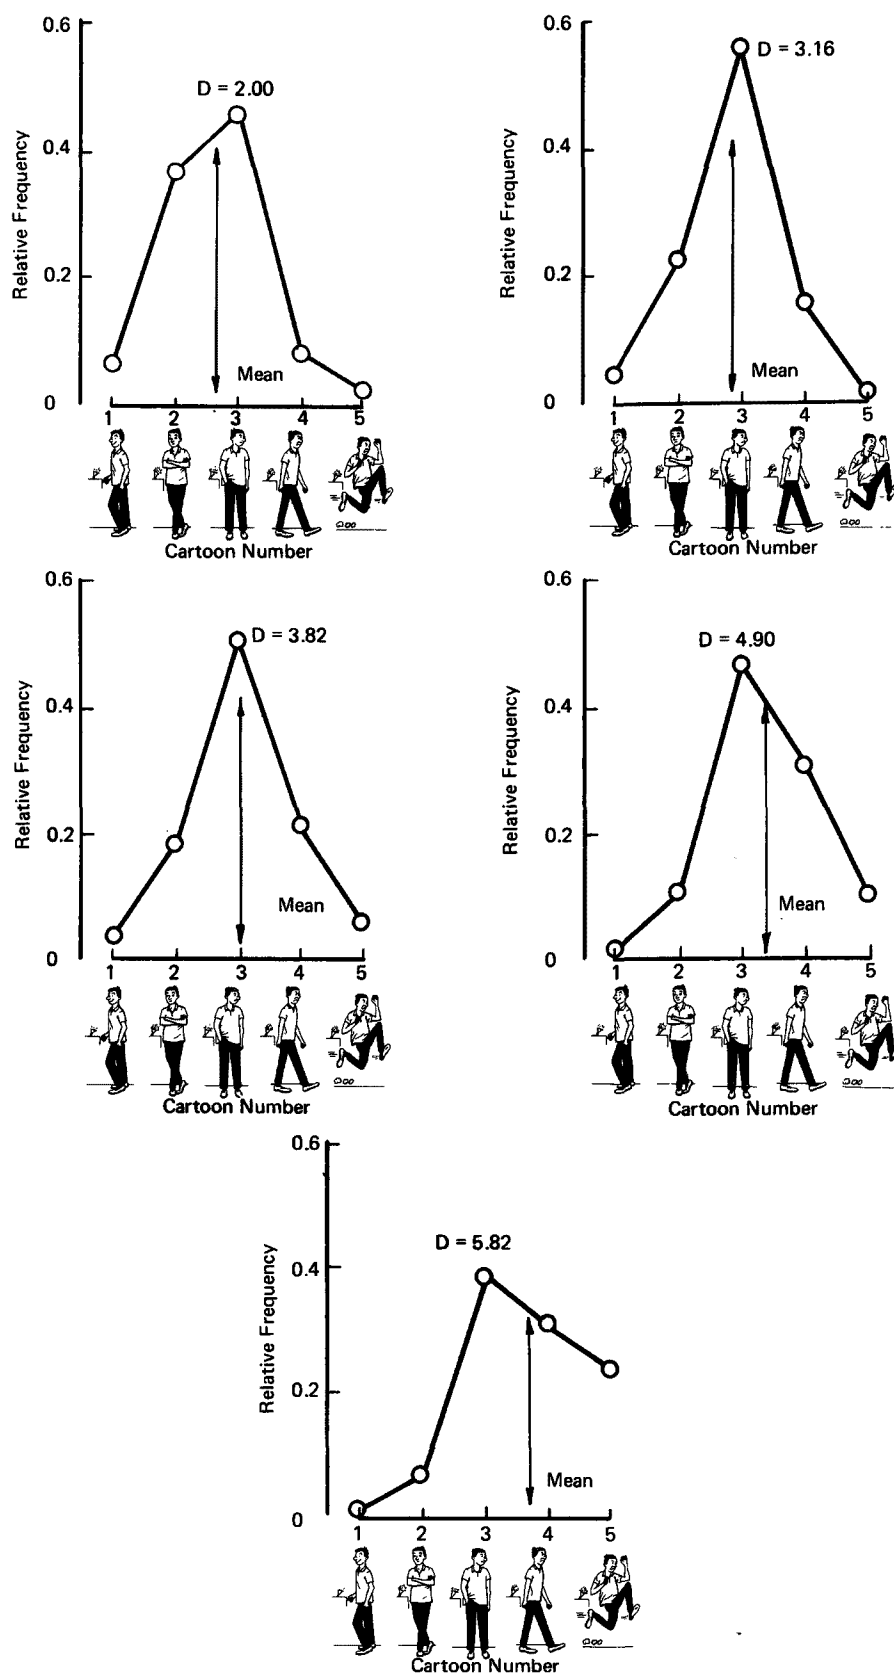 0.6
D = 2.00
0.4
Relative Frequency
0.2
Mean
0
1 2 3 4 5
Cartoon Number
0.6
D = 3.16
0.4
Relative Frequency
0.2
Mean
0
1 2 3 4 5
Cartoon Number
0.6
D = 3.82
0.4
Relative Frequency
0.2
Mean
0
1 2 3 4 5
Cartoon Number
0.6
D = 4.90
0.4
Relative Frequency
0.2
Mean
0
1 2 3 4 5
Cartoon Number
0.6
D = 5.82
0.4
Relative Frequency
0.2
Mean
0
1 2 3 4 5
Cartoon Number